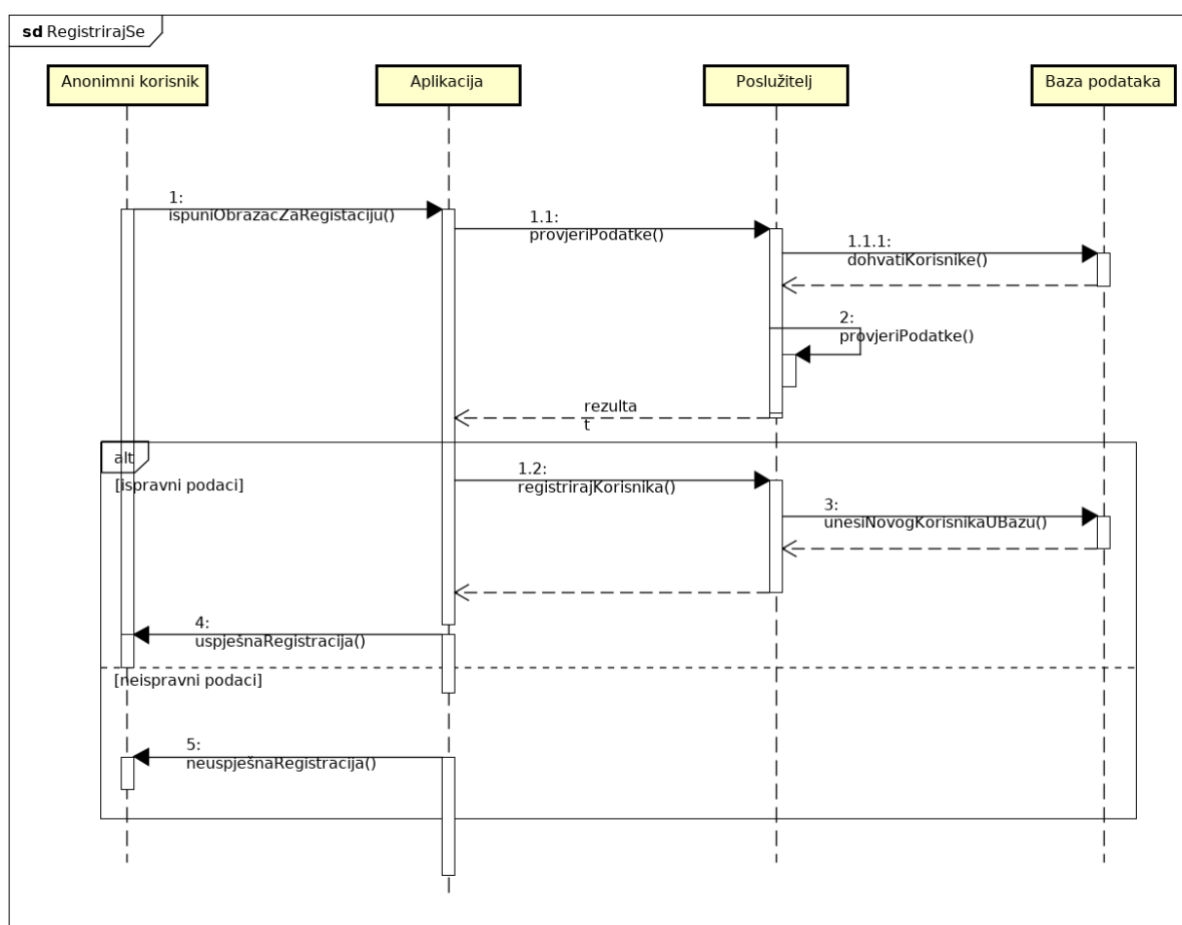 sd RegistrirajSe
Anonimni korisnik
Aplikacija
Poslužitelj
Baza podataka
1:
ispuniObrazacZaRegistaciju()
1.1:
provjeriPodatke()
1.1.1:
dohvatiKorisnike()
2:
provjeriPodatke()
rezulta
t
alt
[ispravni podaci]
1.2:
registrirajKorisnika()
3:
unesiNovogKorisnikaUBazu()
4:
uspješnaRegistracija()
[neispravni podaci]
5:
neuspješnaRegistracija()